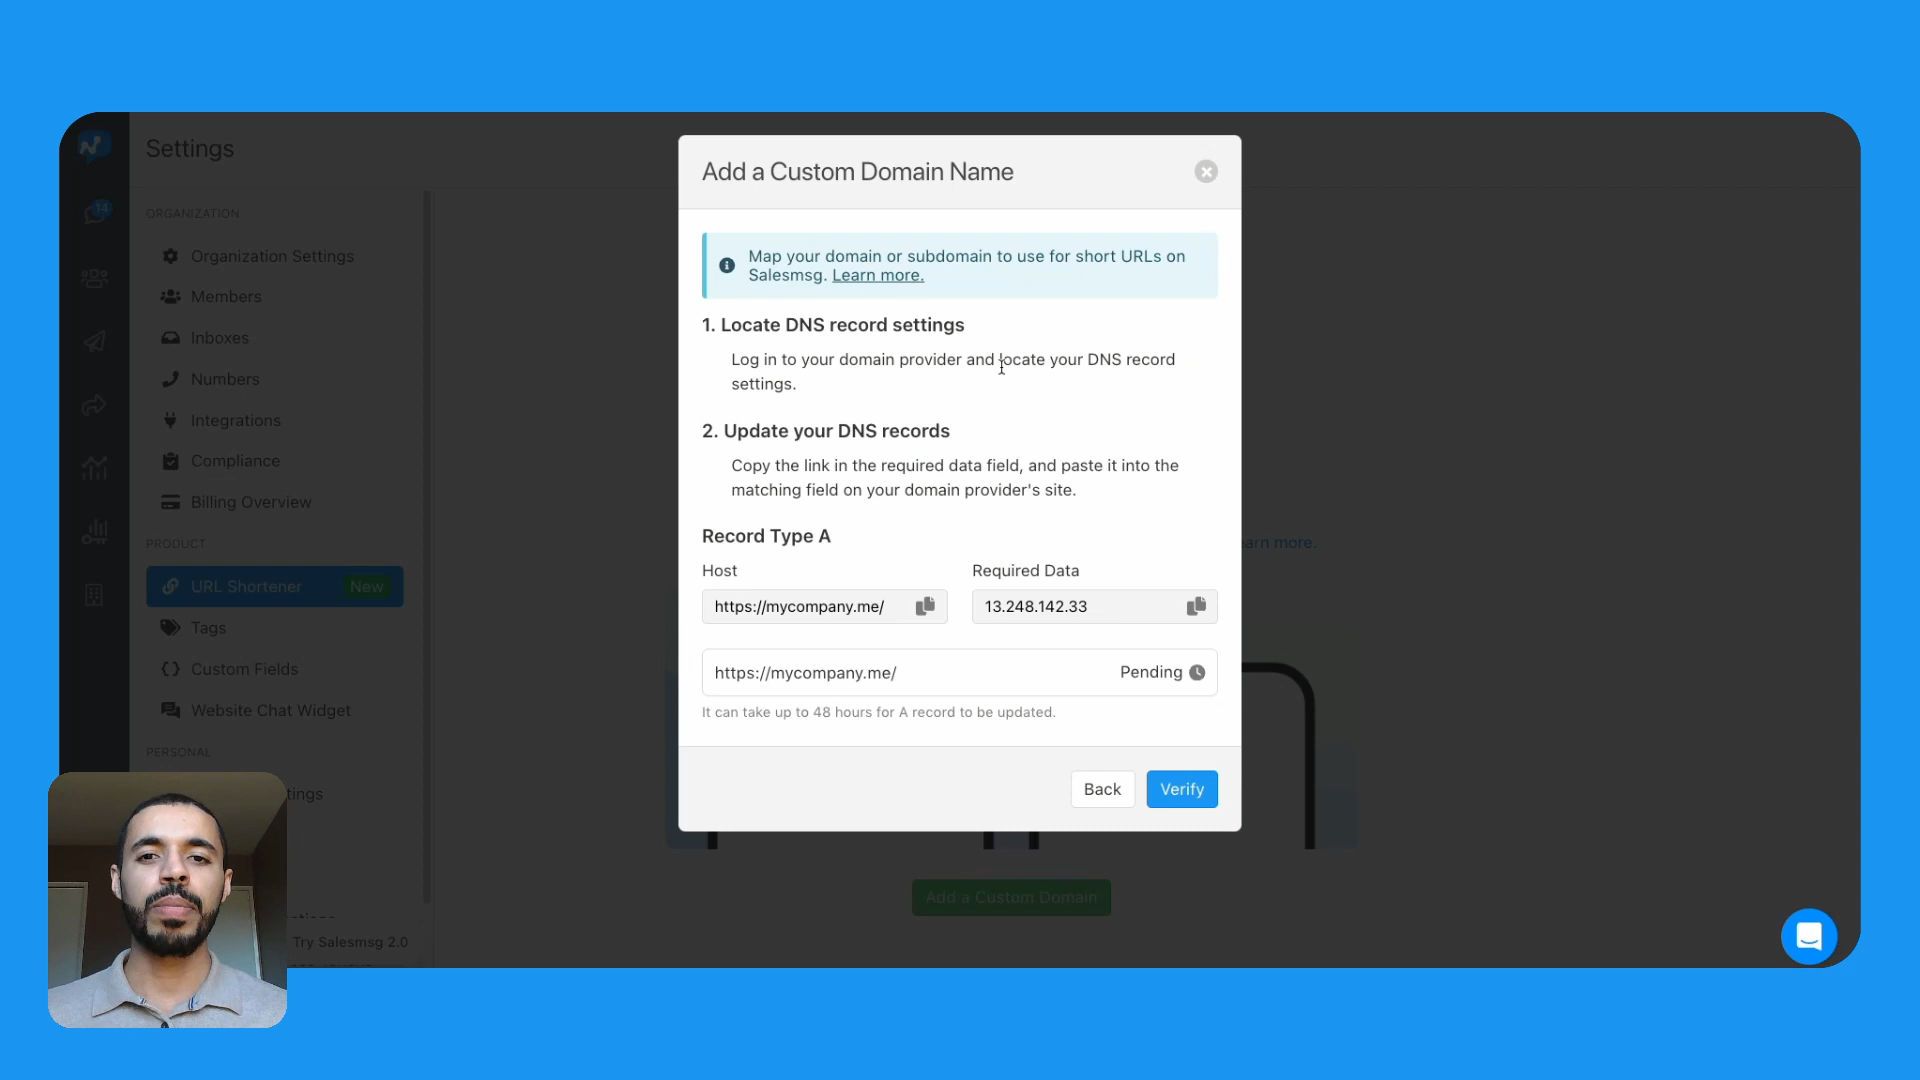 Settings
14
ORGANIZATION
Organization Settings
Members
Inboxes
Numbers
Integrations
Compliance
Billing Overview
PRODUCT
URL Shortener New
Tags
Custom Fields
Website Chat Widget
PERSONAL
Try Salesmsg 2.0
Add a Custom Domain Name
Map your domain or subdomain to use for short URLs on
Salesmsg. Learn more.
1. Locate DNS record settings
Log in to your domain provider and locate your DNS record
settings.
2. Update your DNS records
Copy the link in the required data field, and paste it into the
matching field on your domain provider's site.
Record Type A
Host Required Data
https://mycompany.me/ 13.248.142.33
https://mycompany.me/ Pending
It can take up to 48 hours for A record to be updated.
Back Verify
more.
Add a Custom Domain